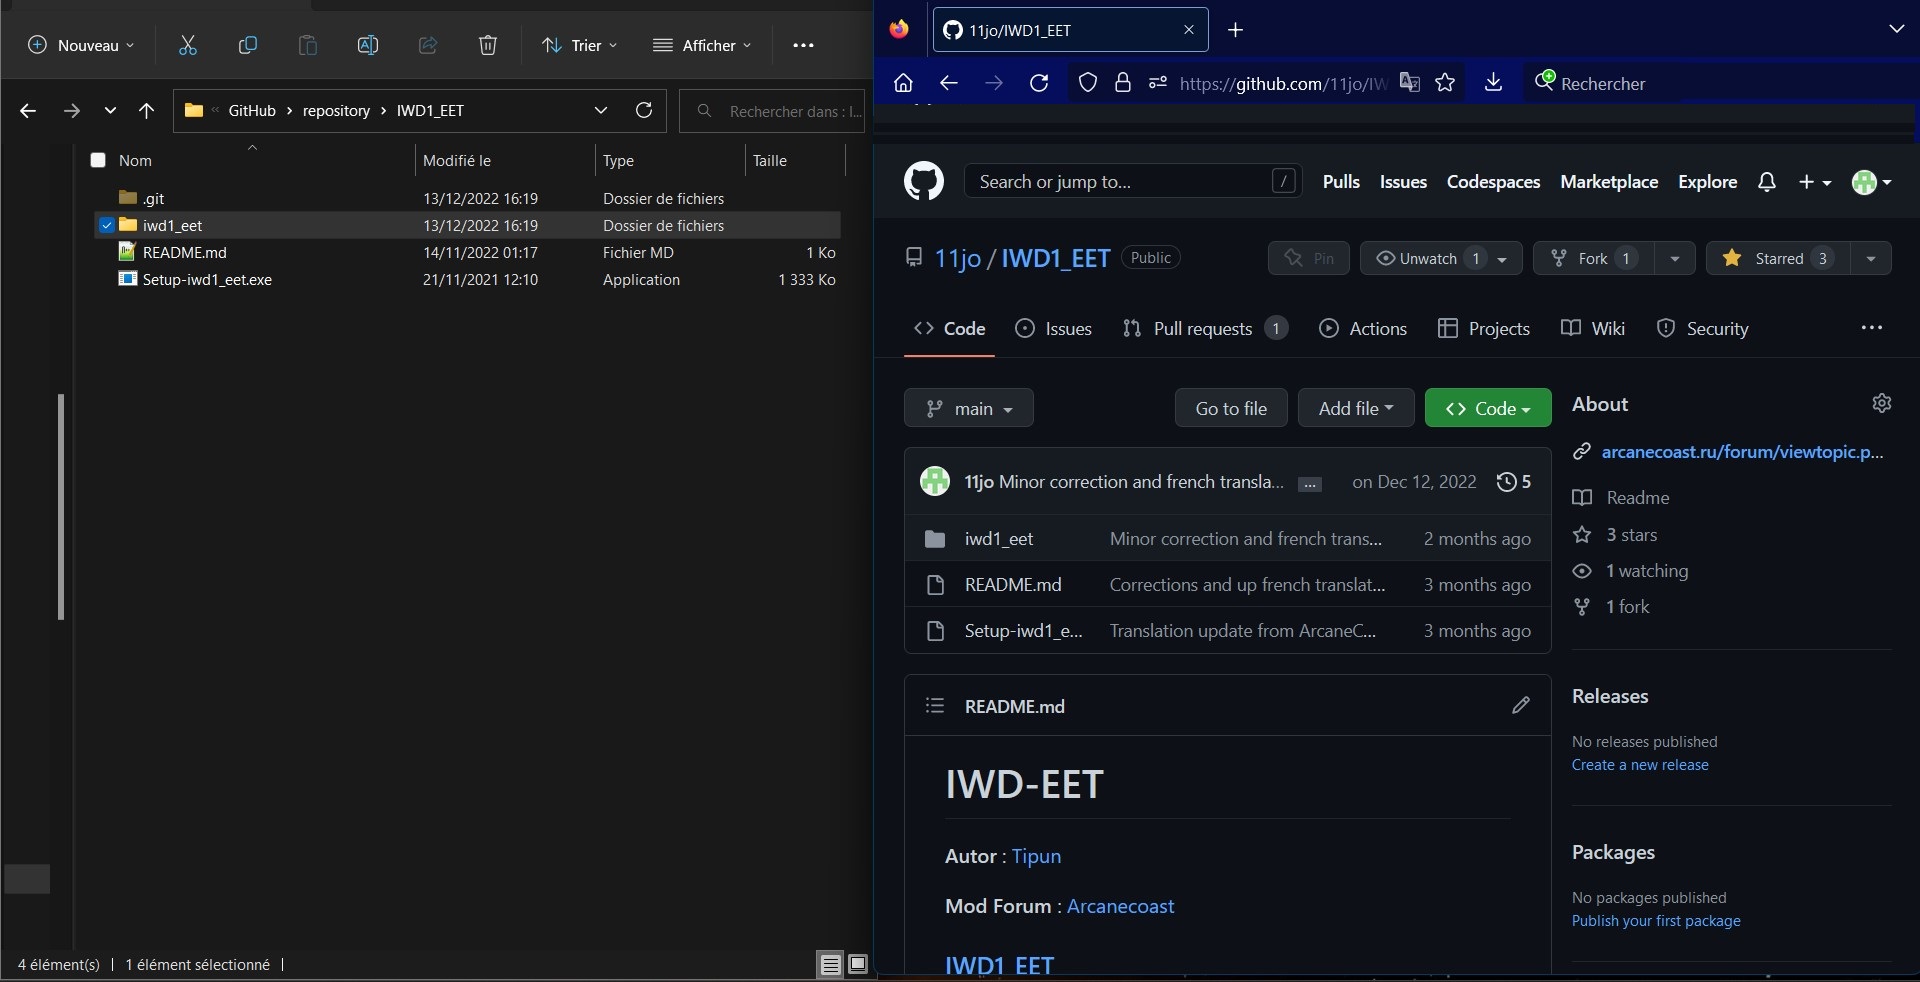 Nouveau
Trier
Afficher
GitHub > repository > IWD1_EET
Rechercher dans : I...
Nom Modifié le Type Taille
.git 13/12/2022 16:19 Dossier de fichiers
iwd1_eet 13/12/2022 16:19 Dossier de fichiers
README.md 14/11/2022 01:17 Fichier MD 1 Ko
Setup-iwd1_eet.exe 21/11/2021 12:10 Application 1 333 Ko
4 élément(s) | 1 élément sélectionné |
11jo/IWD1_EET
https://github.com/11jo/IW
Rechercher
Search or jump to... /
Pulls Issues Codespaces Marketplace Explore
11jo / IWD1_EET Public
Pin
Unwatch 1
Fork 1
Starred 3
Code Issues Pull requests 1 Actions Projects Wiki Security
main
Go to file
Add file
Code
11jo Minor correction and french transla... ... on Dec 12, 2022 5
iwd1_eet Minor correction and french trans... 2 months ago
README.md Corrections and up french translat... 3 months ago
Setup-iwd1_e... Translation update from ArcaneC... 3 months ago
README.md
IWD-EET
Autor : Tipun
Mod Forum : Arcanecoast
IWD1 EET
About
arcanecoast.ru/forum/viewtopic.p...
Readme
3 stars
1 watching
1 fork
Releases
No releases published
Create a new release
Packages
No packages published
Publish your first package